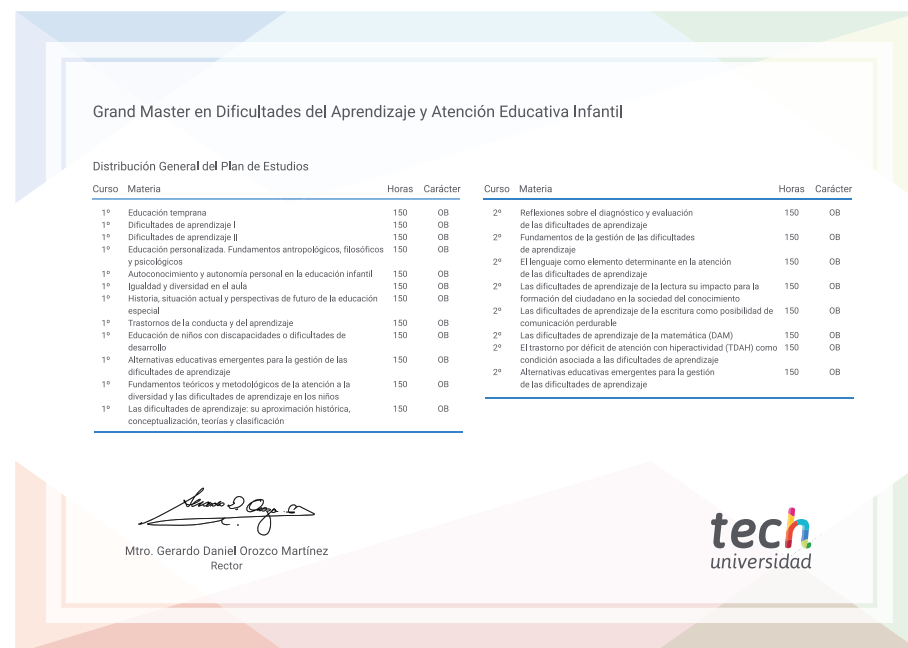 Grand Master en Dificultades del Aprendizaje y Atención Educativa Infantil
Distribución General del Plan de Estudios
Curso Materia Horas Carácter
1º Educación temprana 150 OB
1º Dificultades de aprendizaje I 150 OB
1º Dificultades de aprendizaje II 150 OB
1º Educación personalizada. Fundamentos antropológicos, filosóficos 150 OB
y psicológicos
1º Autoconocimiento y autonomía personal en la educación infantil 150 OB
1º Igualdad y diversidad en el aula 150 OB
1º Historia, situación actual y perspectivas de futuro de la educación 150 OB
especial
1º Trastornos de la conducta y del aprendizaje 150 OB
1º Educación de niños con discapacidades o dificultades de 150 OB
desarrollo
1º Alternativas educativas emergentes para la gestión de las 150 OB
dificultades de aprendizaje
1º Fundamentos teóricos y metodológicos de la atención a la 150 OB
diversidad y las dificultades de aprendizaje en los niños
1º Las dificultades de aprendizaje: su aproximación histórica, 150 OB
conceptualización, teorías y clasificación
Curso Materia Horas Carácter
2º Reflexiones sobre el diagnóstico y evaluación 150 OB
de las dificultades de aprendizaje
2º Fundamentos de la gestión de las dificultades 150 OB
de aprendizaje
2º El lenguaje como elemento determinante en la atención 150 OB
de las dificultades de aprendizaje
2º Las dificultades de aprendizaje de la lectura su impacto para la 150 OB
formación del ciudadano en la sociedad del conocimiento
2º Las dificultades de aprendizaje de la escritura como posibilidad de 150 OB
comunicación perdurable
2º Las dificultades de aprendizaje de la matemática (DAM) 150 OB
2º El trastorno por déficit de atención con hiperactividad (TDAH) como 150 OB
condición asociada a las dificultades de aprendizaje
2º Alternativas educativas emergentes para la gestión 150 OB
de las dificultades de aprendizaje
Mtro. Gerardo Daniel Orozco Martínez
Rector
tech
universidad